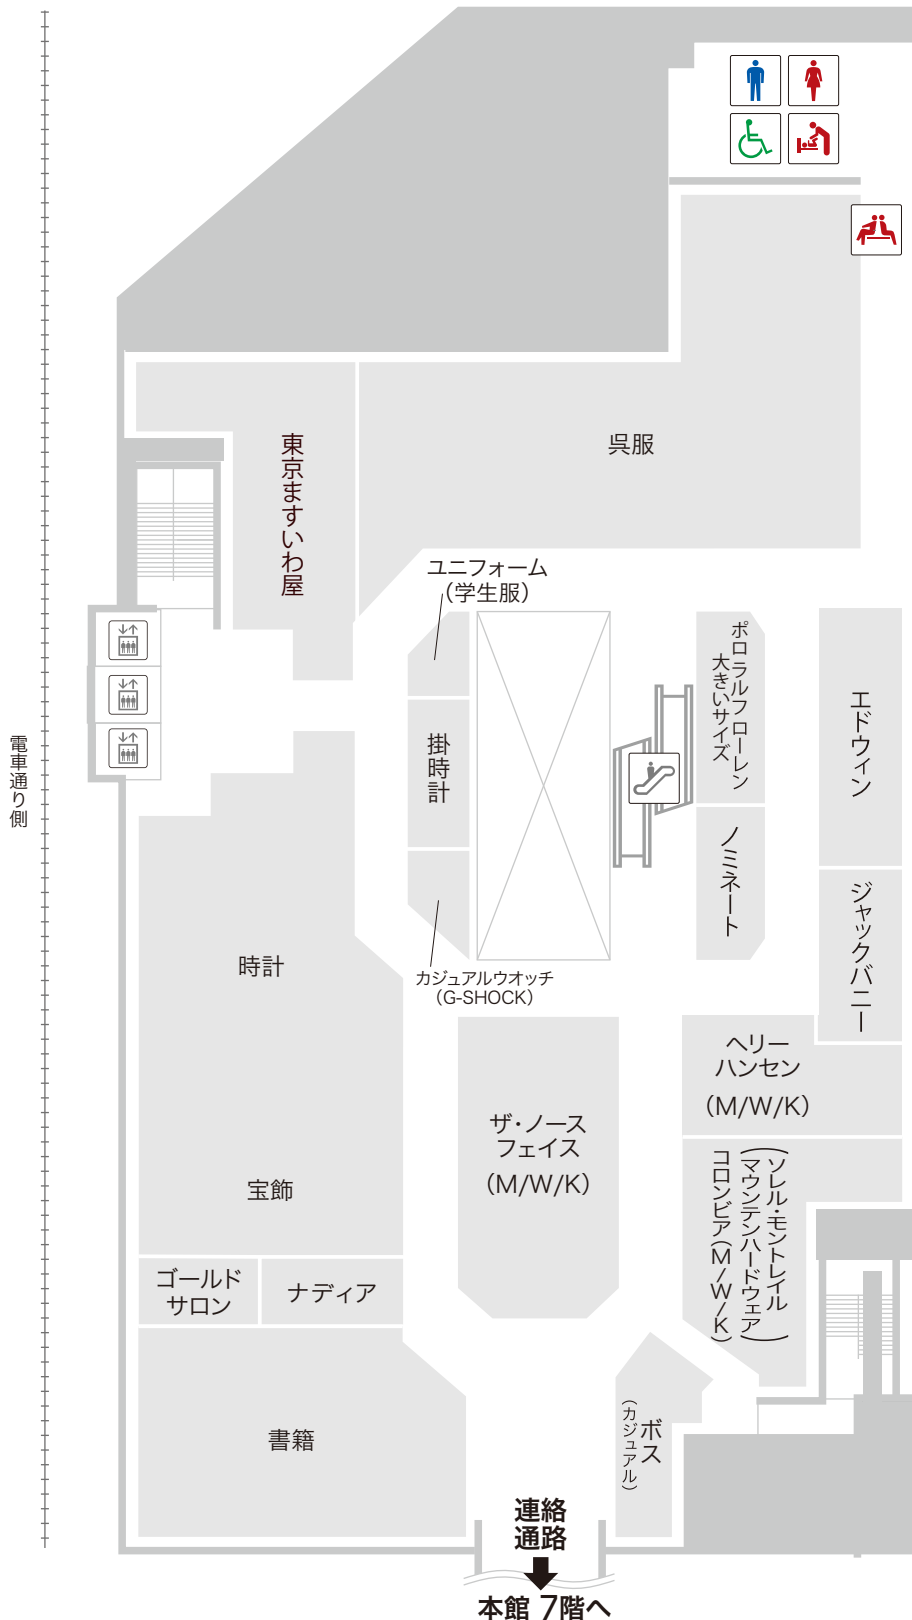 呉服
東京ますいわ屋
ユニフォーム
（学生服）
ポロ ラルフ ローレン
大きいサイズ
エドウィン
掛時計
電車通り側
ノミネート
ジャックバニー
時計
カジュアルウオッチ
（G-SHOCK）
ヘリー
ハンセン
（M/W/K）
ザ・ノース
フェイス
（M/W/K）
宝飾
コロンビア（M/W/K）
（ソレル・モントレイル
マウンテンハードウェア）
ゴールド
サロン
ナディア
書籍
ボス
（カジュアル）
連絡
通路
本館 7階へ